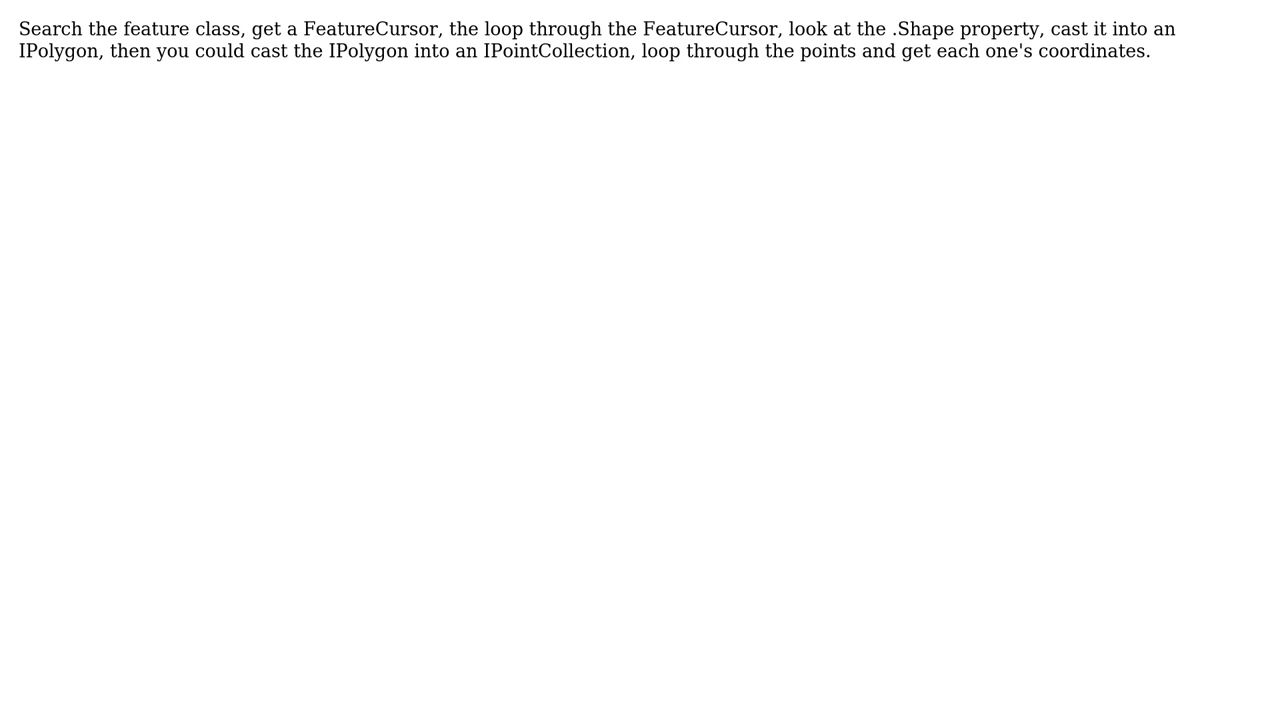 Search the feature class, get a FeatureCursor, the loop through the FeatureCursor, look at the .Shape property, cast it into an
IPolygon, then you could cast the IPolygon into an IPointCollection, loop through the points and get each one's coordinates.